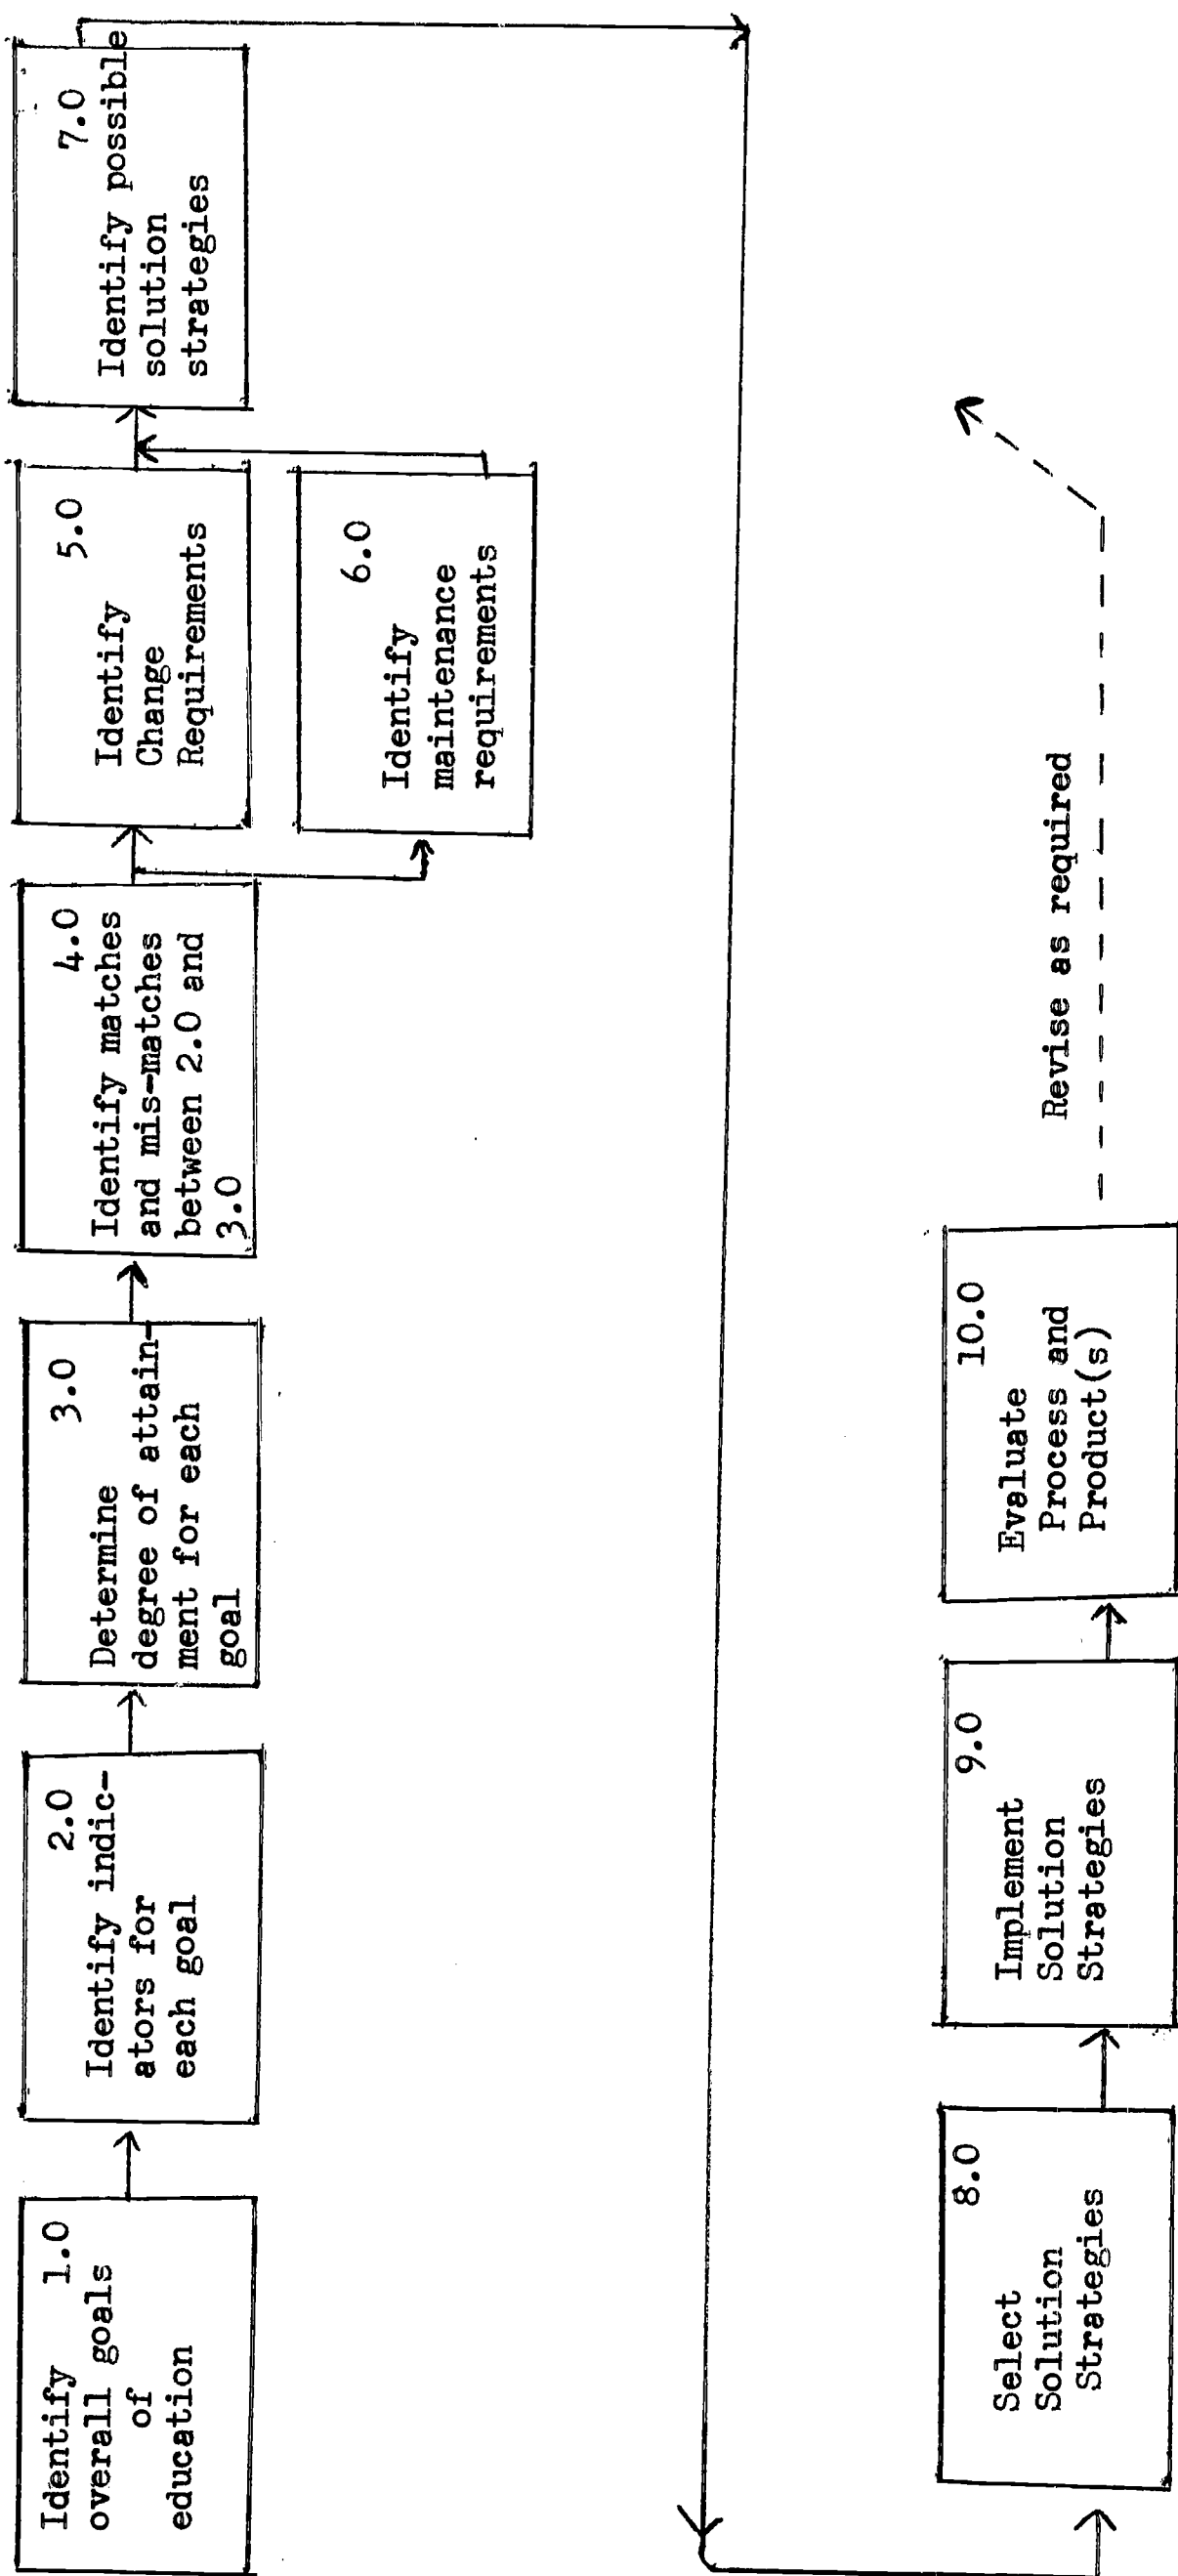 Identify 1.0
overall goals
of
education
2.0
Identify indic-
ators for
each goal
3.0
Determine
degree of attain-
ment for each
goal
4.0
Identify matches
and mis-matches
between 2.0 and
3.0
5.0
Identify
Change
Requirements
6.0
Identify
maintenance
requirements
7.0
Identify possible
solution
strategies
8.0
Select
Solution
Strategies
9.0
Implement
Solution
Strategies
10.0
Evaluate
Process and
Product(s)
Revise as required